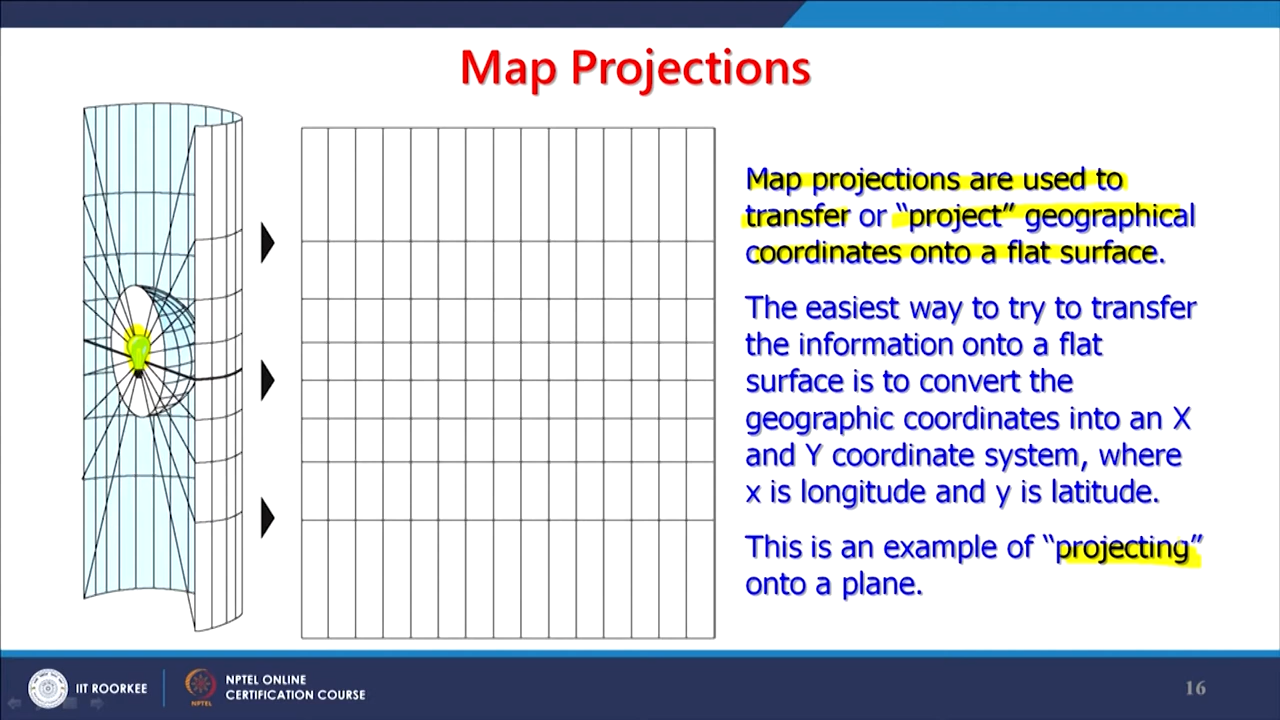 Map Projections
Map projections are used to
transfer or “project” geographical
coordinates onto a flat surface.
The easiest way to try to transfer
the information onto a flat
surface is to convert the
geographic coordinates into an X
and Y coordinate system, where
x is longitude and y is latitude.
This is an example of “projecting”
onto a plane.
IIT ROORKEE
NPTEL
NPTEL ONLINE
CERTIFICATION COURSE
16